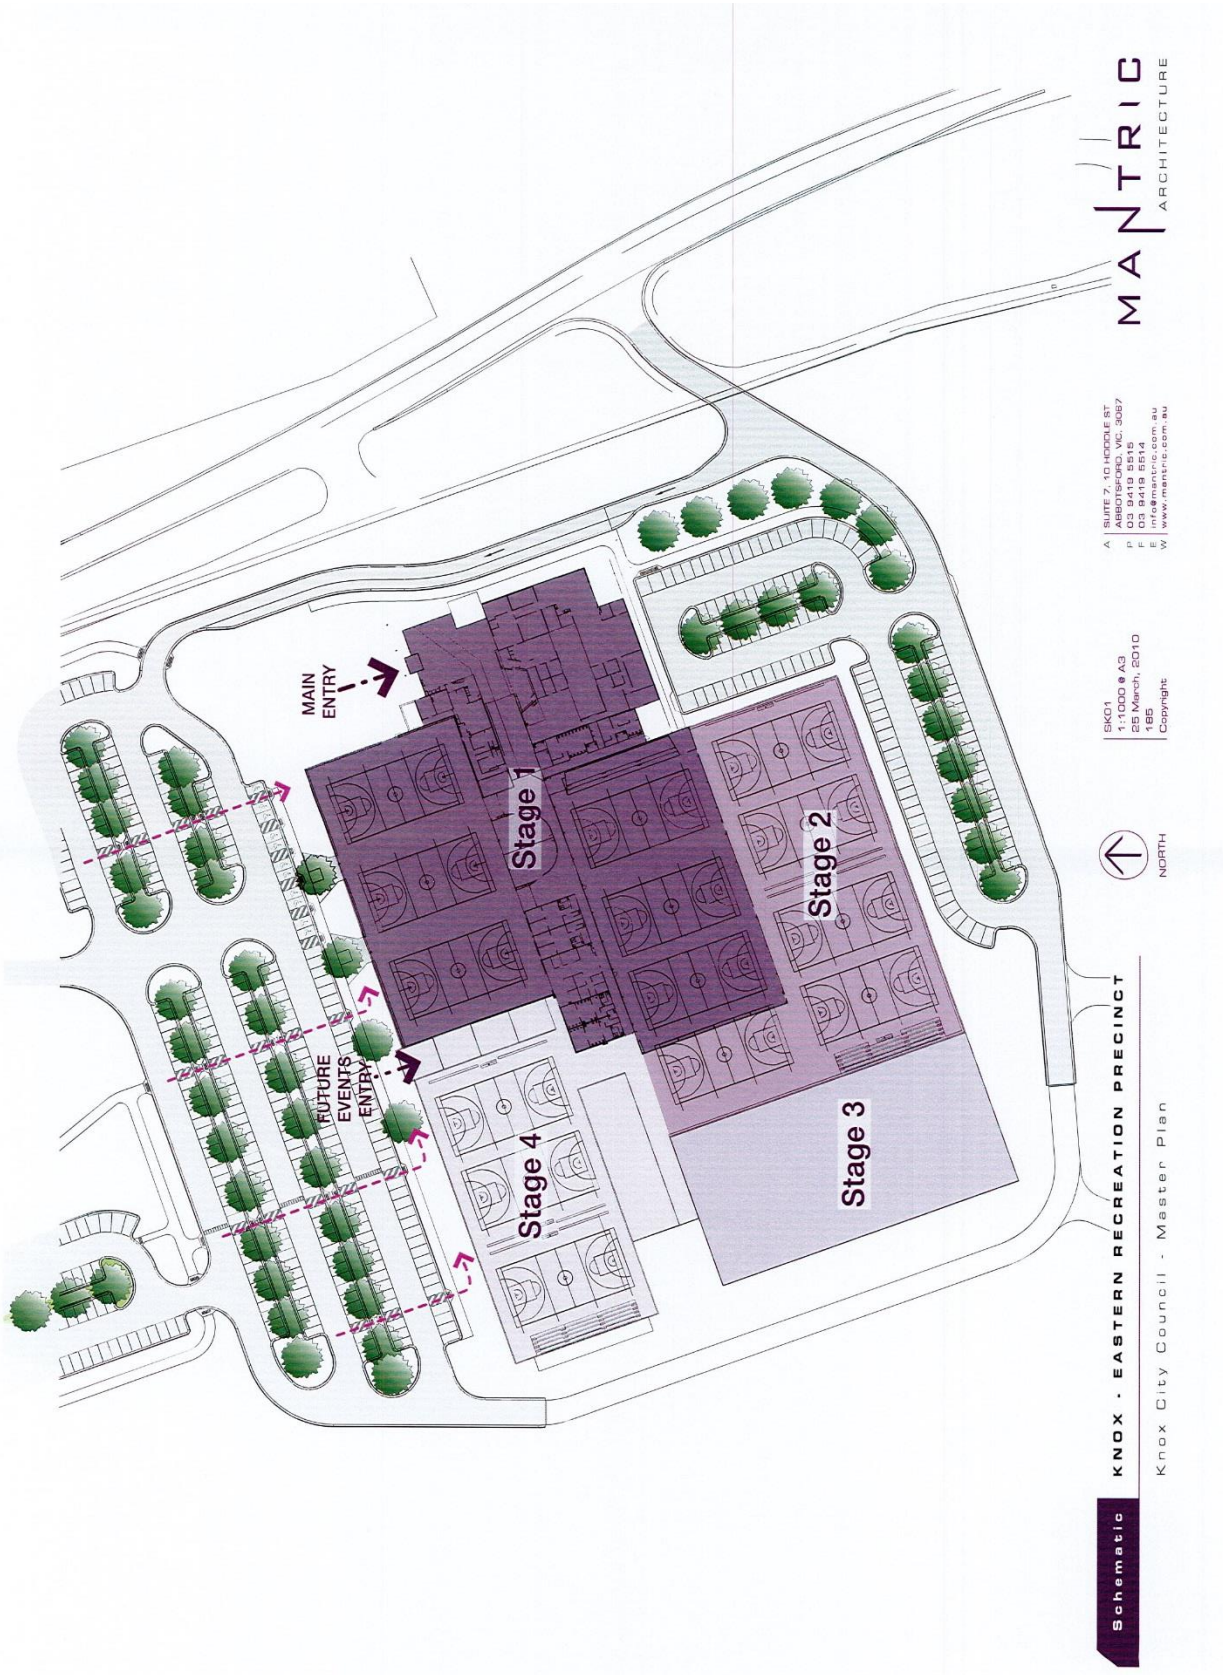 MAIN
ENTRY
Stage 1
Stage 2
FUTURE
EVENTS
ENTRY
Stage 4
Stage 3
Schematic
KNOX - EASTERN RECREATION PRECINCT
Knox City Council - Master Plan
NORTH
SK01
1:1000 @ A3
25 March, 2010
185
Copyright
A SUITE 7, 10 HODDLE ST
ABBOTSFORD, VIC, 3067
P 03 9419 5515
F 03 9419 5514
E info@mantric.com.au
W www.mantric.com.au
MANTRIC
ARCHITECTURE